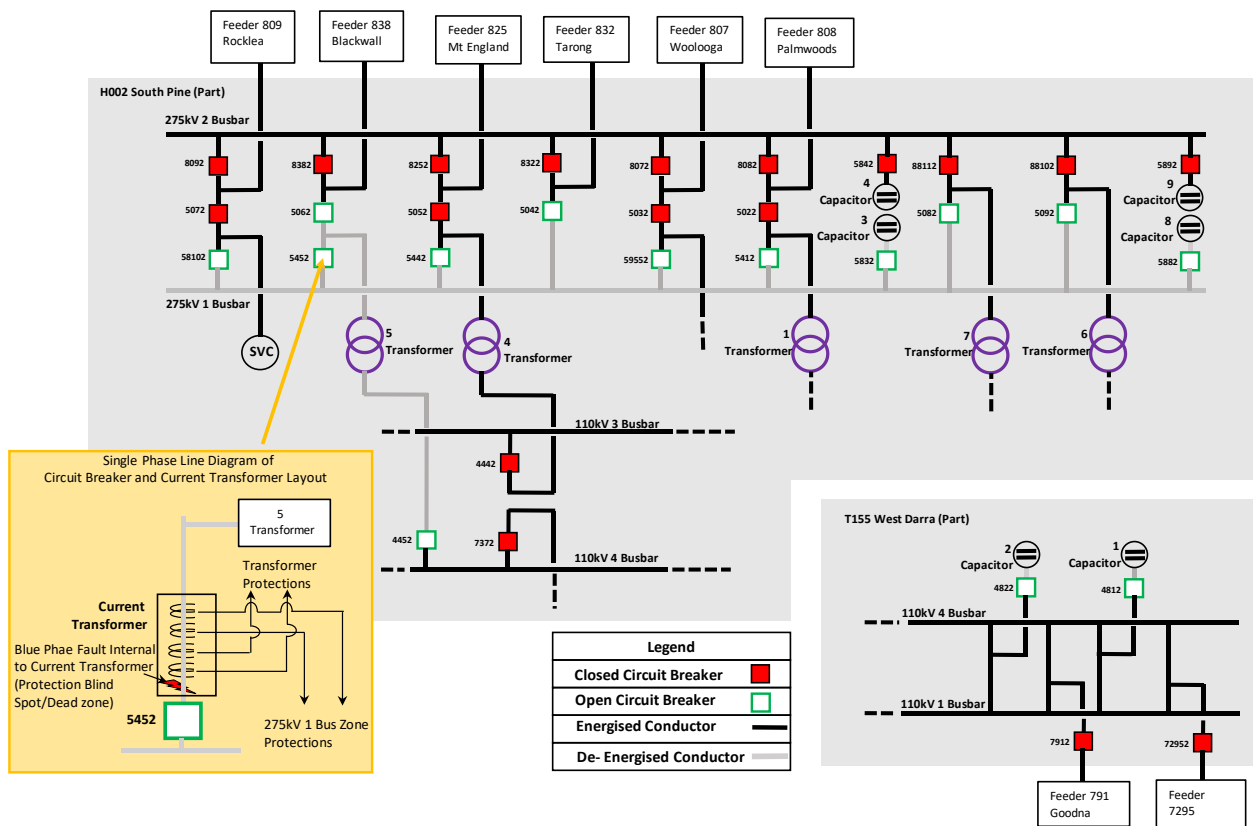 Feeder 809
Rocklea
Feeder 838
Blackwall
Feeder 825
Mt England
Feeder 832
Tarong
Feeder 807
Woolooga
Feeder 808
Palmwoods
H002 South Pine (Part)
275kV 2 Busbar
8092
8382
8252
8322
8072
8082
5842
88112
88102
5892
4
Capacitor
9
Capacitor
5072
5062
5052
5042
5032
5022
3
Capacitor
5082
5092
8
Capacitor
58102
5452
5442
59552
5412
5832
5882
275kV 1 Busbar
SVC
5
Transformer
4
Transformer
1
Transformer
7
Transformer
6
Transformer
110kV 3 Busbar
4442
4452
7372
110kV 4 Busbar
Single Phase Line Diagram of
Circuit Breaker and Current Transformer Layout
5
Transformer
Transformer
Protections
Current
Transformer
Blue Phae Fault Internal
to Current Transformer
(Protection Blind
Spot/Dead zone)
5452
275kV 1 Bus Zone
Protections
Legend
Closed Circuit Breaker
Open Circuit Breaker
Energised Conductor
De- Energised Conductor
T155 West Darra (Part)
2
Capacitor
1
Capacitor
4822
4812
110kV 4 Busbar
110kV 1 Busbar
7912
72952
Feeder 791
Goodna
Feeder
7295